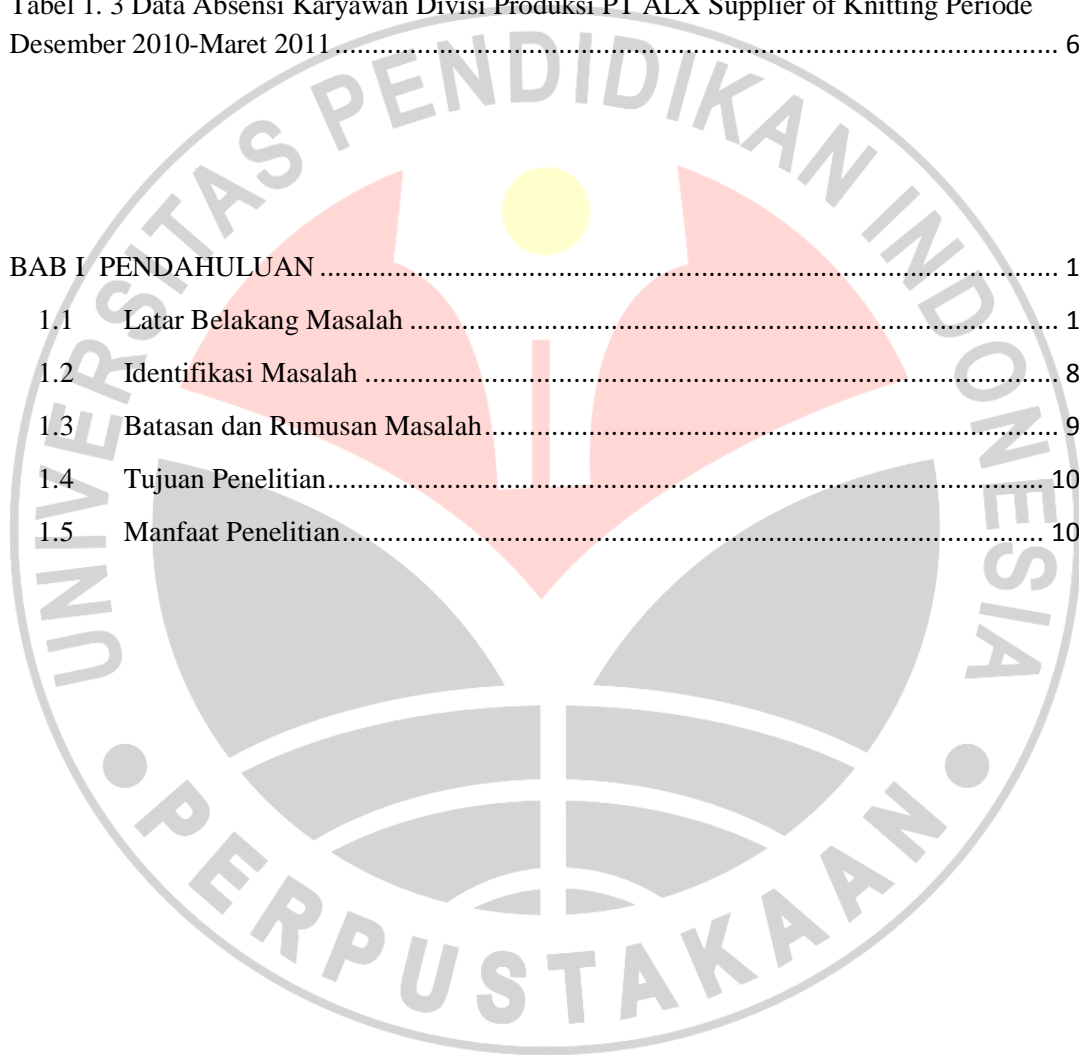 Tabel 1. 3 Data Absensi Karyawan Divisi Produksi PT ALX Supplier of Knitting Periode
Desember 2010-Maret 2011 ........ 6
BAB I PENDAHULUAN ........ 1
1.1 Latar Belakang Masalah ........ 1
1.2 Identifikasi Masalah ........ 8
1.3 Batasan dan Rumusan Masalah ........ 9
1.4 Tujuan Penelitian ........ 10
1.5 Manfaat Penelitian ........ 10
UNIVERSITAS PENDIDIKAN INDONESIA
PERPUSTAKAAN